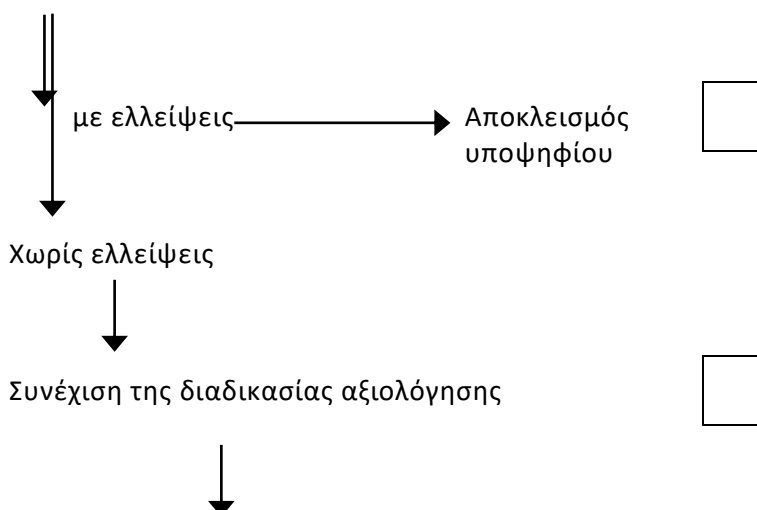 με ελλείψεις
Αποκλεισμός
υποψηφίου
Χωρίς ελλείψεις
Συνέχιση της διαδικασίας αξιολόγησης